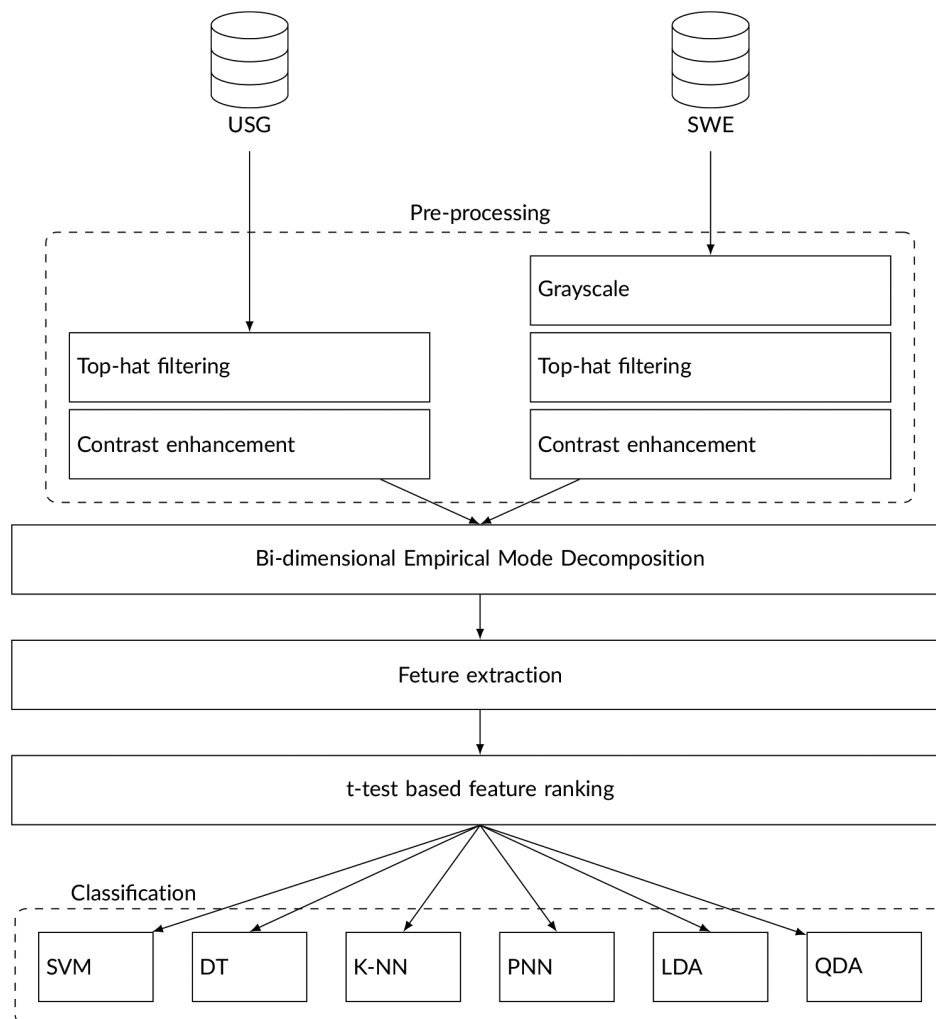 USG
SWE
Pre-processing
Grayscale
Top-hat filtering
Top-hat filtering
Contrast enhancement
Contrast enhancement
Bi-dimensional Empirical Mode Decomposition
Feture extraction
t-test based feature ranking
Classification
SVM
DT
K-NN
PNN
LDA
QDA